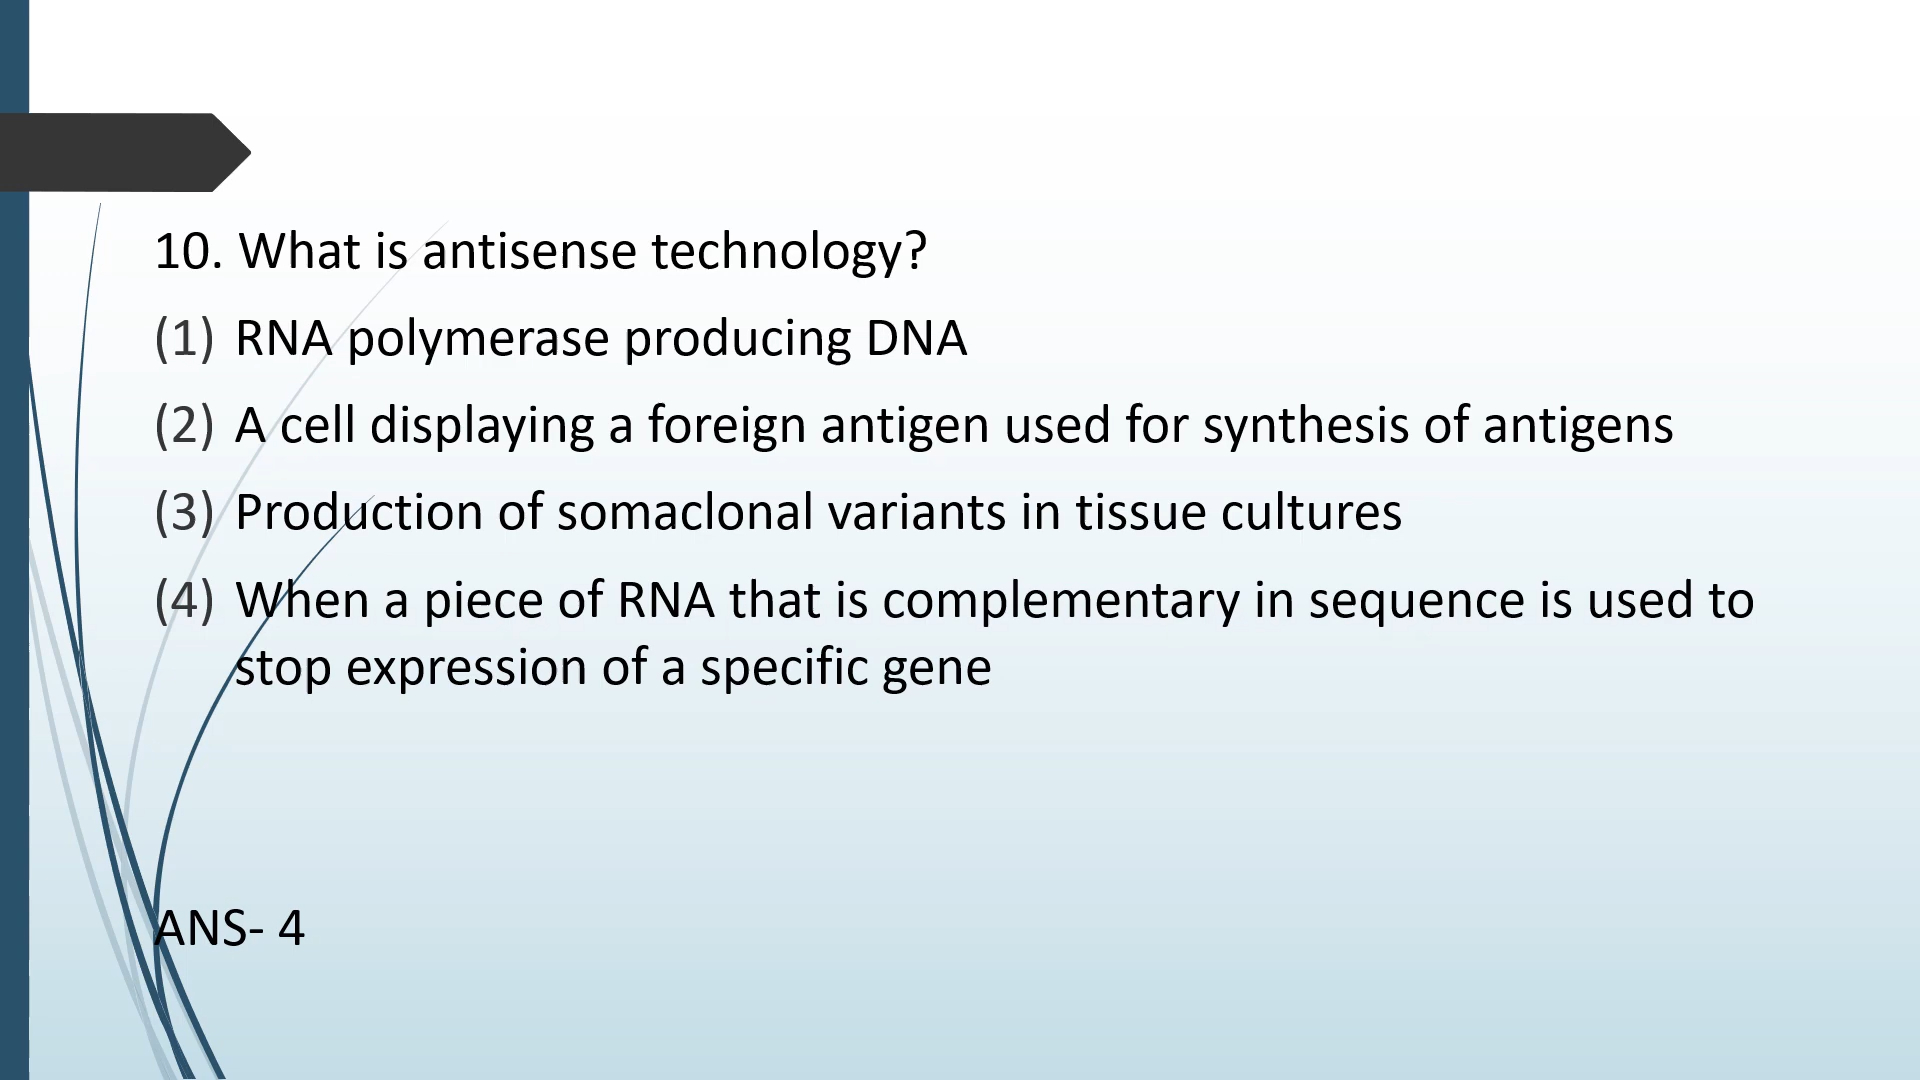 10. What is antisense technology?
(1) RNA polymerase producing DNA
(2) A cell displaying a foreign antigen used for synthesis of antigens
(3) Production of somaclonal variants in tissue cultures
(4) When a piece of RNA that is complementary in sequence is used to
stop expression of a specific gene
ANS- 4